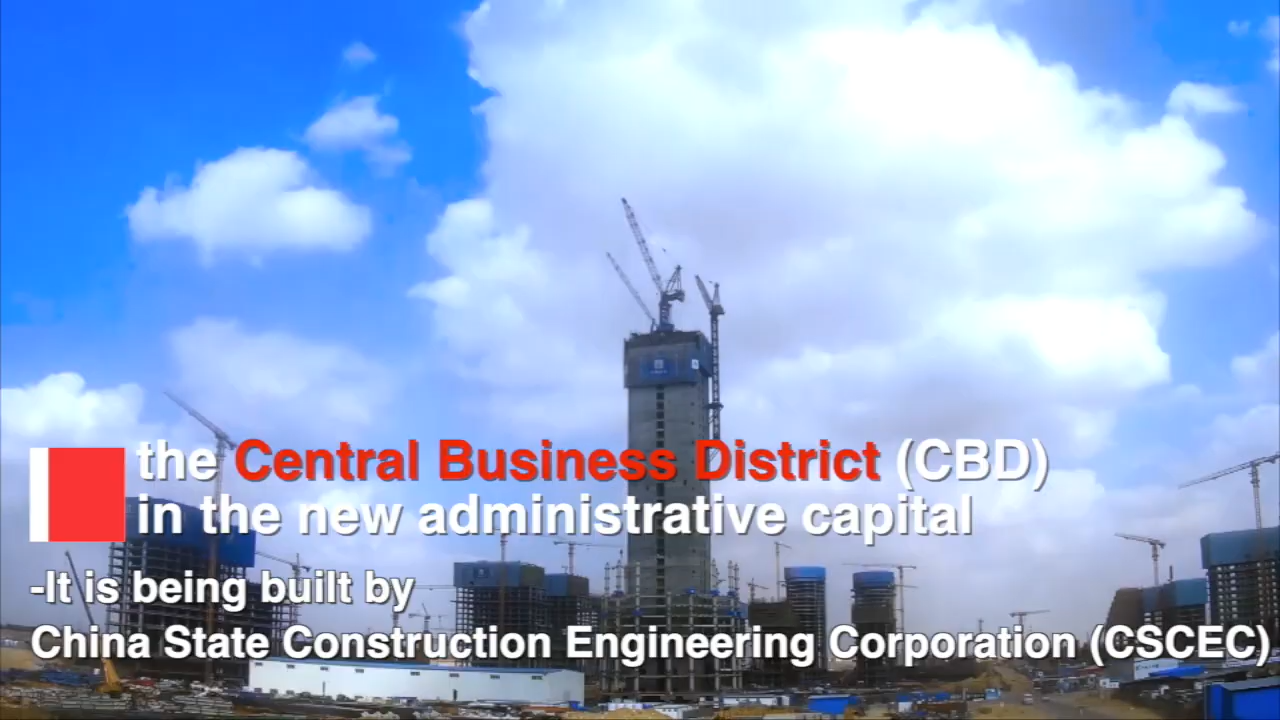 the Central Business District (CBD)
in the new administrative capital
-It is being built by
China State Construction Engineering Corporation (CSCEC)